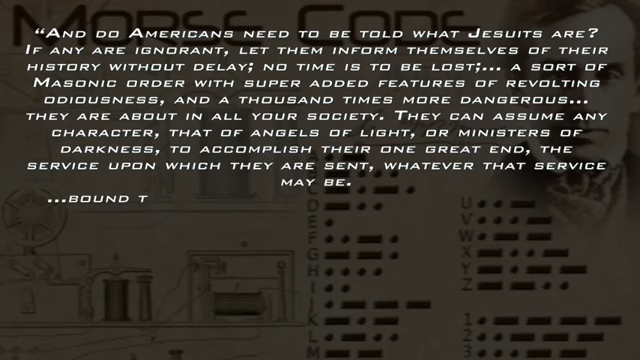 Morse Code
“And do Americans need to be told what Jesuits are?
If any are ignorant, let them inform themselves of their
history without delay; no time is to be lost;... a sort of
Masonic order with super added features of revolting
odiousness, and a thousand times more dangerous...
they are about in all your society. They can assume any
character, that of angels of light, or ministers of
darkness, to accomplish their one great end, the
service upon which they are sent, whatever that service
may be.
...bound t
D
E
F
G
H
I
J
K
L
M
U
V
W
X
Y
Z
1
2
3